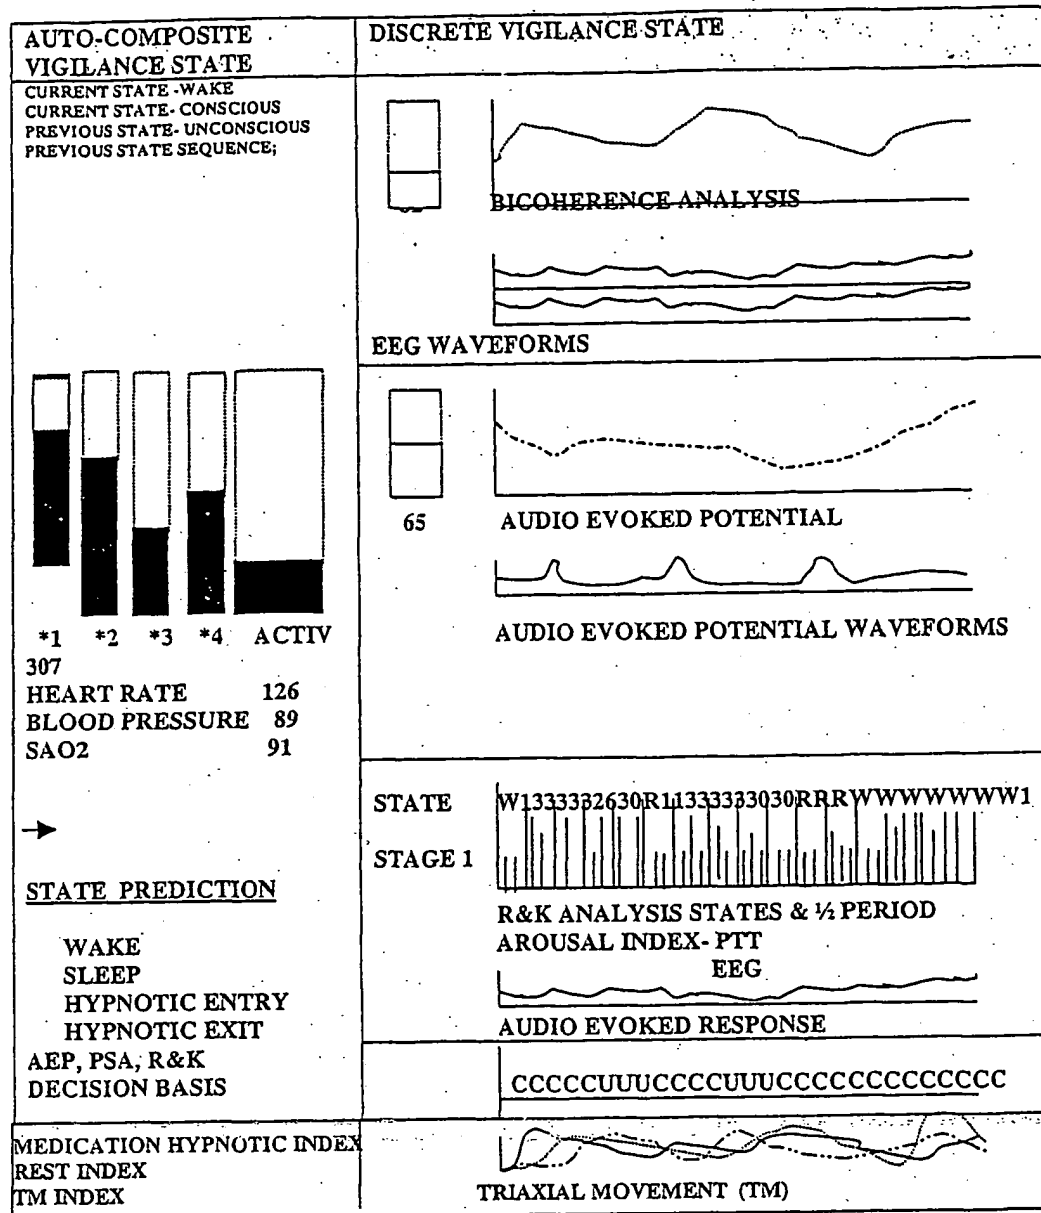 AUTO-COMPOSITE
VIGILANCE STATE
DISCRETE VIGILANCE STATE
CURRENT STATE -WAKE
CURRENT STATE- CONSCIOUS
PREVIOUS STATE- UNCONSCIOUS
PREVIOUS STATE SEQUENCE;
BICOHERENCE ANALYSIS
EEG WAVEFORMS
65
AUDIO EVOKED POTENTIAL
AUDIO EVOKED POTENTIAL WAVEFORMS
*1 *2 *3 *4 ACTIV
307
HEART RATE 126
BLOOD PRESSURE 89
SAO2 91
STATE W1333332630R11333333030RRRWWWWWWWW1
STAGE 1
R&K ANALYSIS STATES & ½ PERIOD
AROUSAL INDEX- PTT
EEG
AUDIO EVOKED RESPONSE
STATE PREDICTION
WAKE
SLEEP
HYPNOTIC ENTRY
HYPNOTIC EXIT
AEP, PSA, R&K
DECISION BASIS
CCCCCUUUCCCCUUUCCCCCCCCCCCCC
MEDICATION HYPNOTIC INDEX
REST INDEX
TM INDEX
TRIAXIAL MOVEMENT (TM)